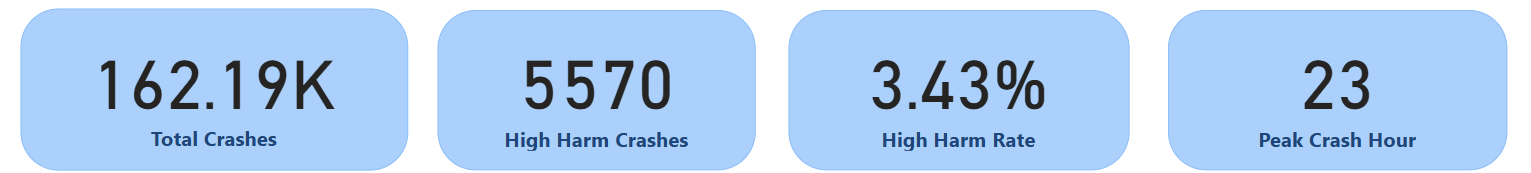 162.19K
Total Crashes
5570
High Harm Crashes
3.43%
High Harm Rate
23
Peak Crash Hour